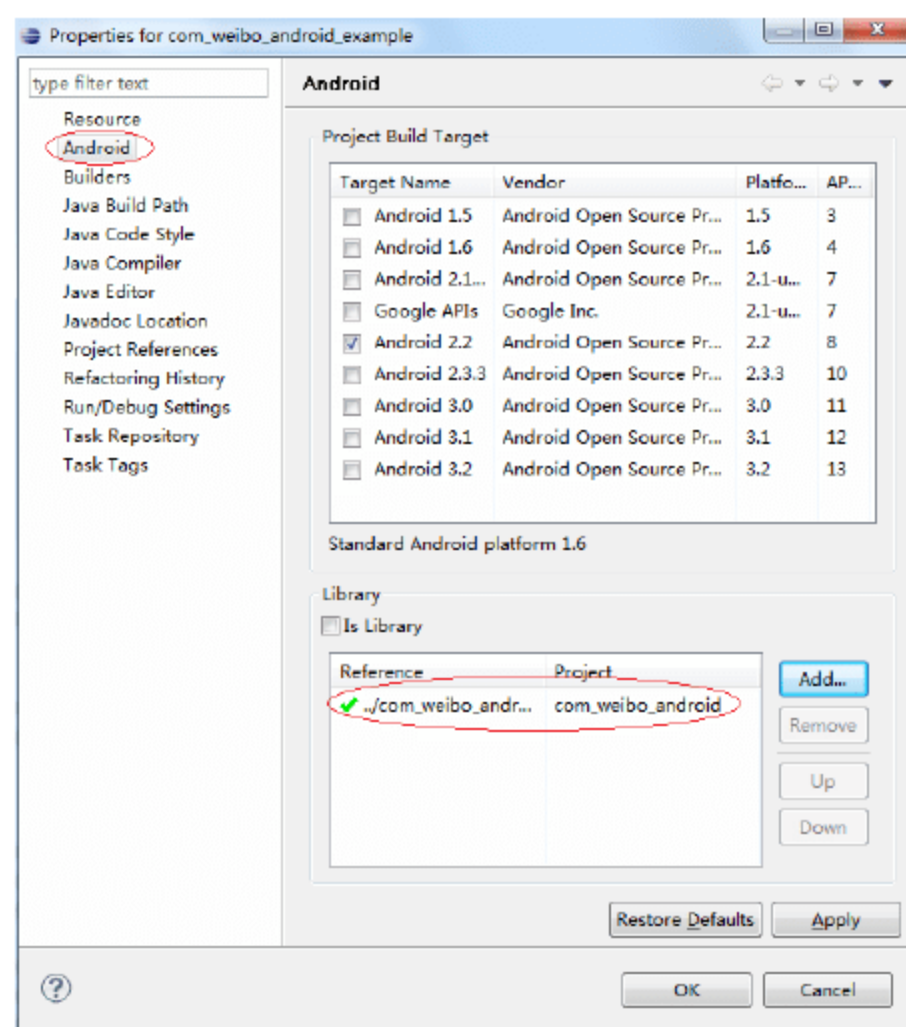 Properties for com_weibo_android_example
type filter text
Resource
Android
Builders
Java Build Path
Java Code Style
Java Compiler
Java Editor
Javadoc Location
Project References
Refactoring History
Run/Debug Settings
Task Repository
Task Tags
Android
Project Build Target
Target Name Vendor Platfo... AP...
Android 1.5 Android Open Source Pr... 1.5 3
Android 1.6 Android Open Source Pr... 1.6 4
Android 2.1... Android Open Source Pr... 2.1-u... 7
Google APIs Google Inc. 2.1-u... 7
Android 2.2 Android Open Source Pr... 2.2 8
Android 2.3.3 Android Open Source Pr... 2.3.3 10
Android 3.0 Android Open Source Pr... 3.0 11
Android 3.1 Android Open Source Pr... 3.1 12
Android 3.2 Android Open Source Pr... 3.2 13
Standard Android platform 1.6
Library
Is Library
Reference Project
../com_weibo_andr... com_weibo_android
Add...
Remove
Up
Down
Restore Defaults Apply
OK Cancel